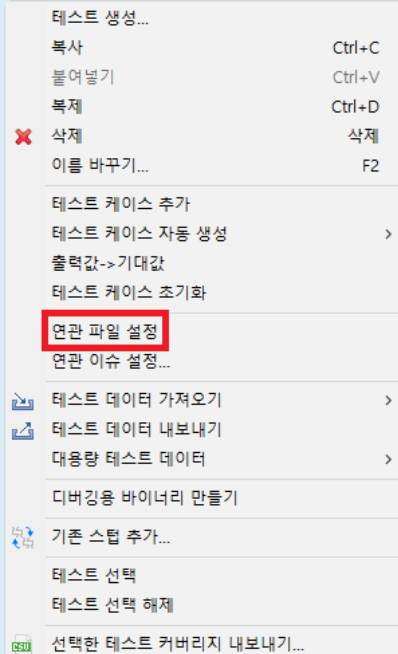 테스트 생성...
복사 Ctrl+C
붙여넣기 Ctrl+V
복제 Ctrl+D
삭제 삭제
이름 바꾸기... F2
테스트 케이스 추가
테스트 케이스 자동 생성
출력값->기대값
테스트 케이스 초기화
연관 파일 설정
연관 이슈 설정...
테스트 데이터 가져오기
테스트 데이터 내보내기
대용량 테스트 데이터
디버깅용 바이너리 만들기
기존 스텁 추가...
테스트 선택
테스트 선택 해제
CSV 선택한 테스트 커버리지 내보내기...